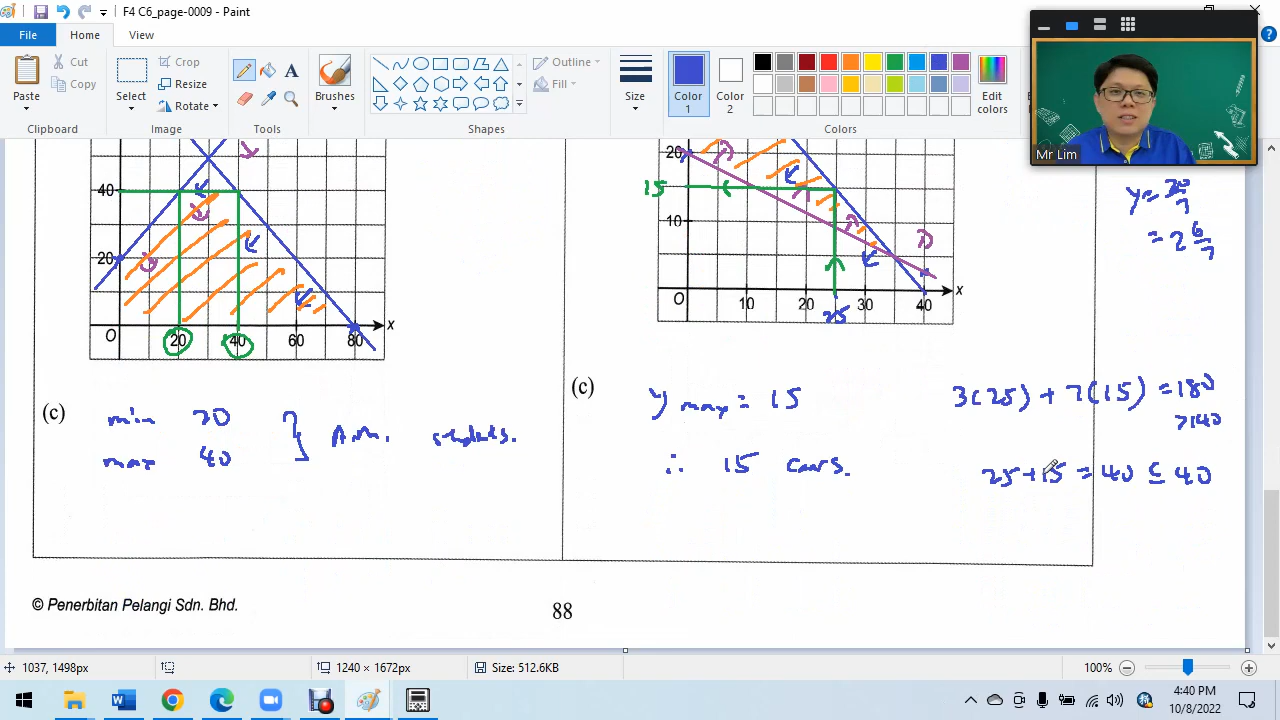 F4 C6_page-0009 - Paint
File Home View
Paste Cut Copy Clipboard
Select Crop Resize Rotate Image
Tools
Brushes
Outline Fill Shapes
Size
Color 1 Color 2 Edit colors Colors
Mr Lim
40
20
O 20 40 60 80 x
20
15
10
O 10 20 30 40 x
25
y = 20/7
= 2 6/7
(c) min 20
max 40
} A.M. students.
(c) y max = 15
∴ 15 cars.
3(25) + 7(15) = 180
>140
25+15 = 40 ≤ 40
© Penerbitan Pelangi Sdn. Bhd.
88
1037, 1498px 1240 × 1672px Size: 512.6KB 100%
4:40 PM
10/8/2022